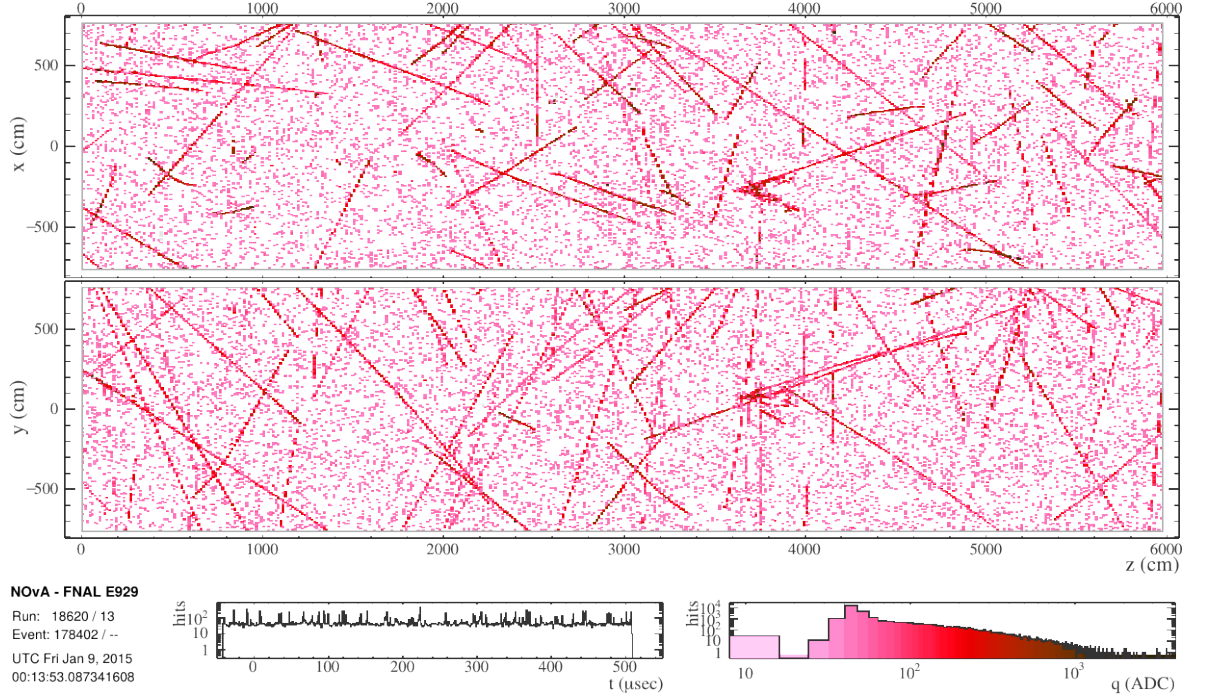 0 1000 2000 3000 4000 5000 6000
x (cm)
500
0
−500
y (cm)
500
0
−500
0 1000 2000 3000 4000 5000 6000
z (cm)
NOvA - FNAL E929
Run: 18620 / 13
Event: 178402 / --
UTC Fri Jan 9, 2015
00:13:53.087341608
hits
10²
10
1
0 100 200 300 400 500
t (μsec)
hits
10⁴
10³
10²
10
1
10 10² 10³
q (ADC)